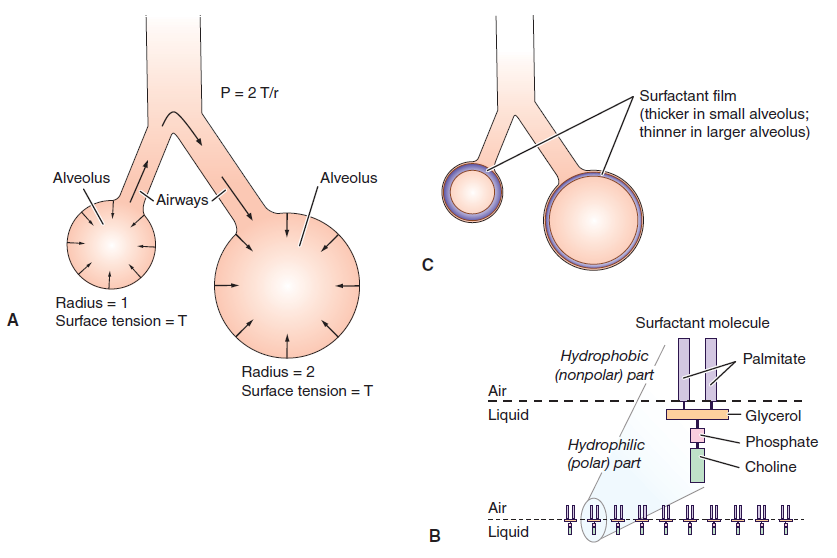 P = 2 T/r
Alveolus
Airways
Alveolus
Radius = 1
Surface tension = T
A
Radius = 2
Surface tension = T
Surfactant film
(thicker in small alveolus;
thinner in larger alveolus)
C
Surfactant molecule
Hydrophobic
(nonpolar) part
Palmitate
Air
Liquid
Glycerol
Phosphate
Hydrophilic
(polar) part
Choline
Air
Liquid
B